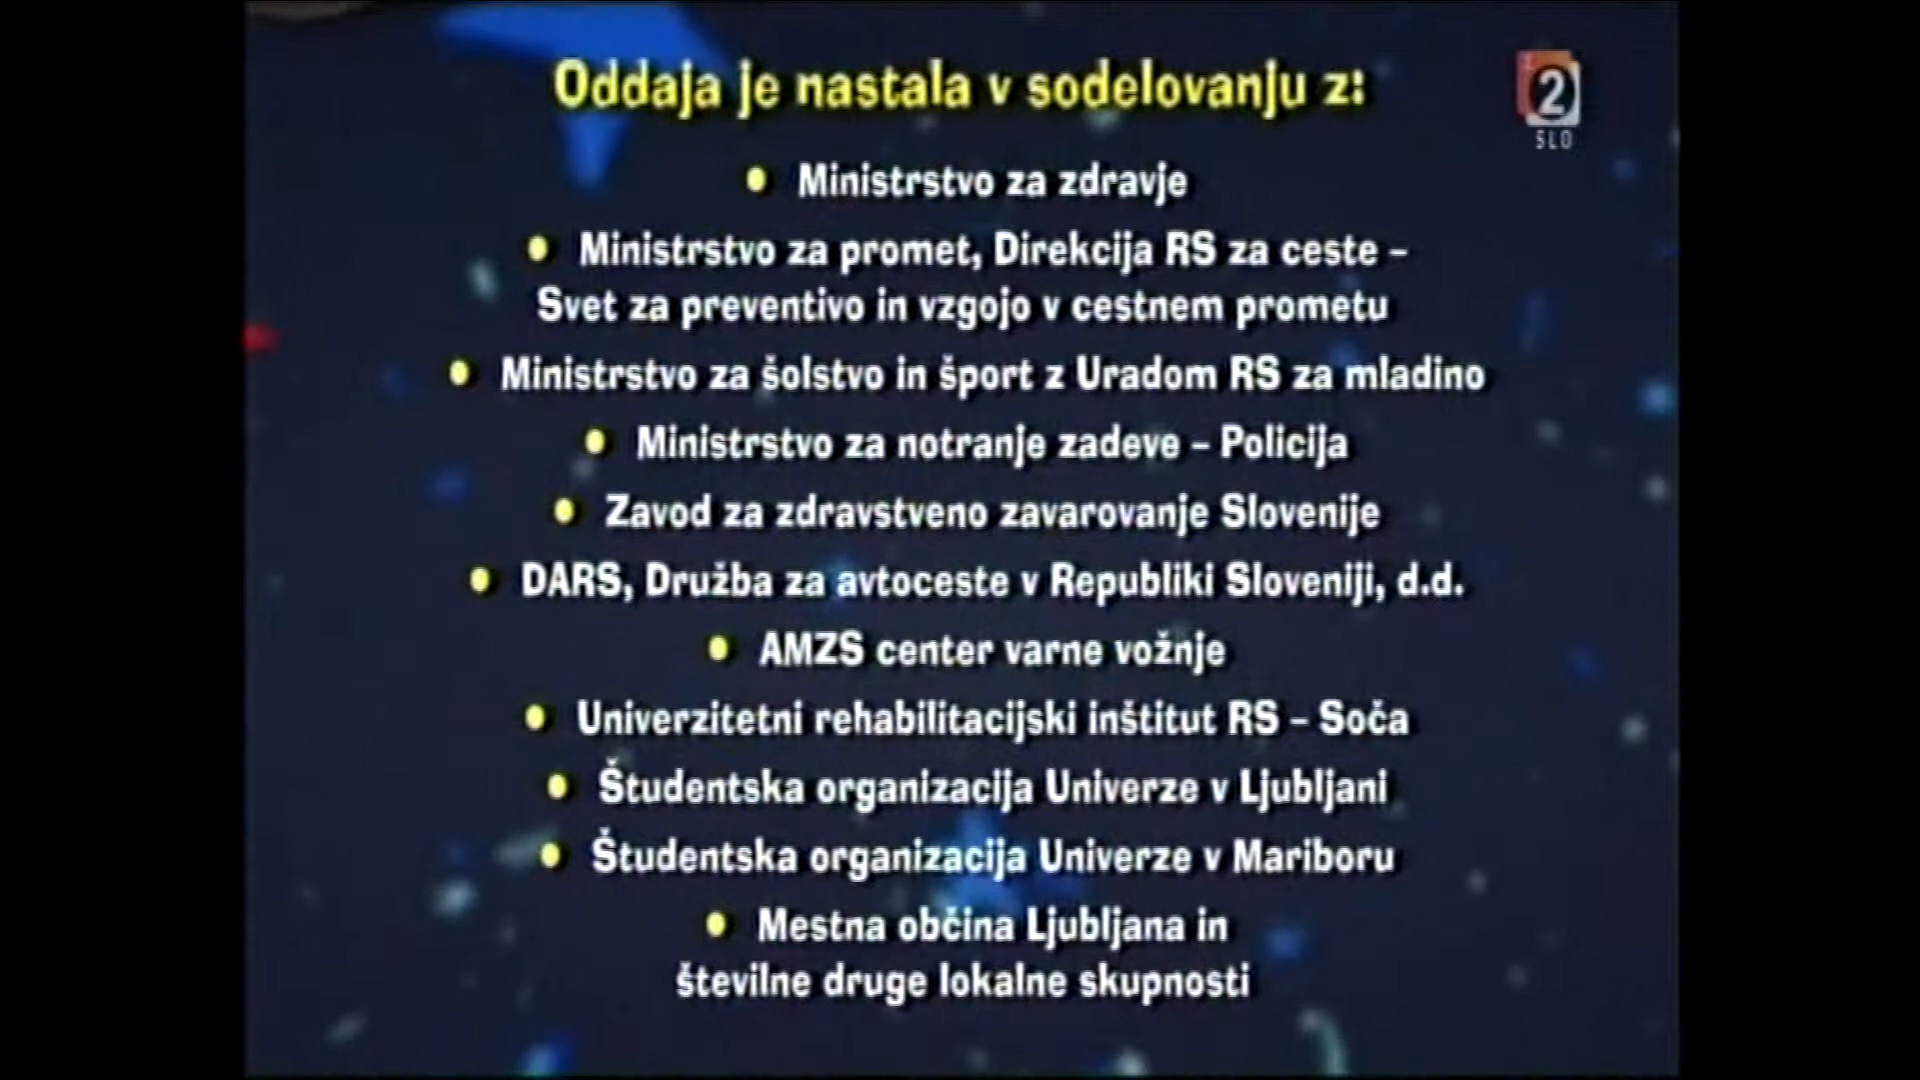 Oddaja je nastala v sodelovanju z:
2
SLO
• Ministrstvo za zdravje
• Ministrstvo za promet, Direkcija RS za ceste –
Svet za preventivo in vzgojo v cestnem prometu
• Ministrstvo za šolstvo in šport z Uradom RS za mladino
• Ministrstvo za notranje zadeve – Policija
• Zavod za zdravstveno zavarovanje Slovenije
• DARS, Družba za avtoceste v Republiki Sloveniji, d.d.
• AMZS center varne vožnje
• Univerzitetni rehabilitacijski inštitut RS – Soča
• Študentska organizacija Univerze v Ljubljani
• Študentska organizacija Univerze v Mariboru
• Mestna občina Ljubljana in
številne druge lokalne skupnosti